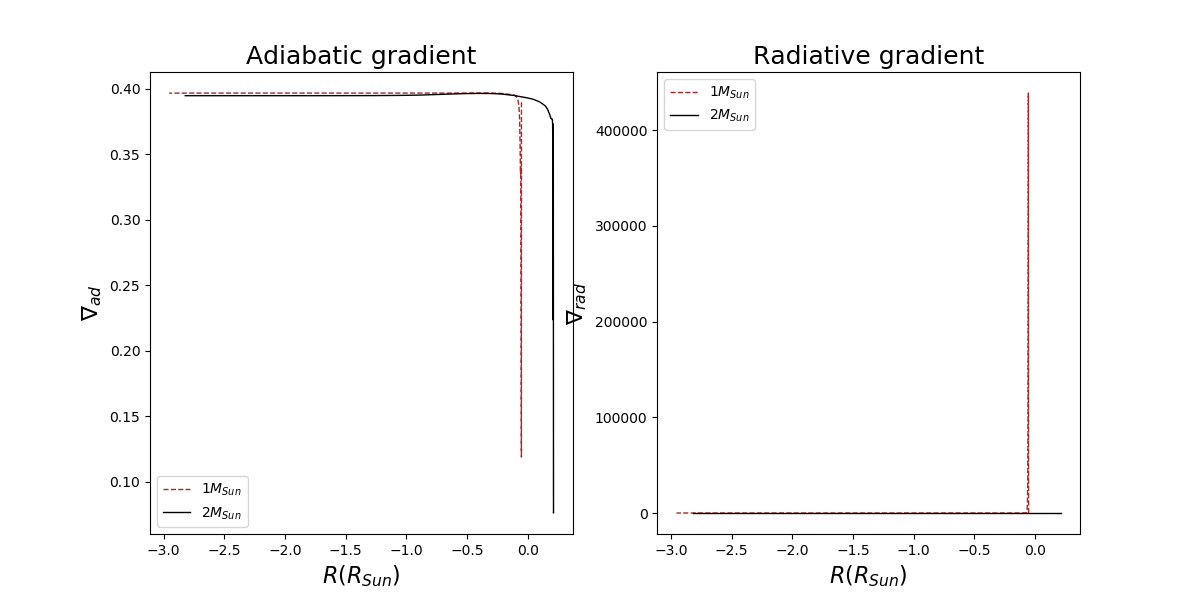 Adiabatic gradient
0.40
0.35
0.30
0.25
0.20
0.15
0.10
∇ad
1MSun
2MSun
−3.0 −2.5 −2.0 −1.5 −1.0 −0.5 0.0
R(RSun)
Radiative gradient
1MSun
2MSun
400000
300000
200000
100000
0
∇rad
−3.0 −2.5 −2.0 −1.5 −1.0 −0.5 0.0
R(RSun)